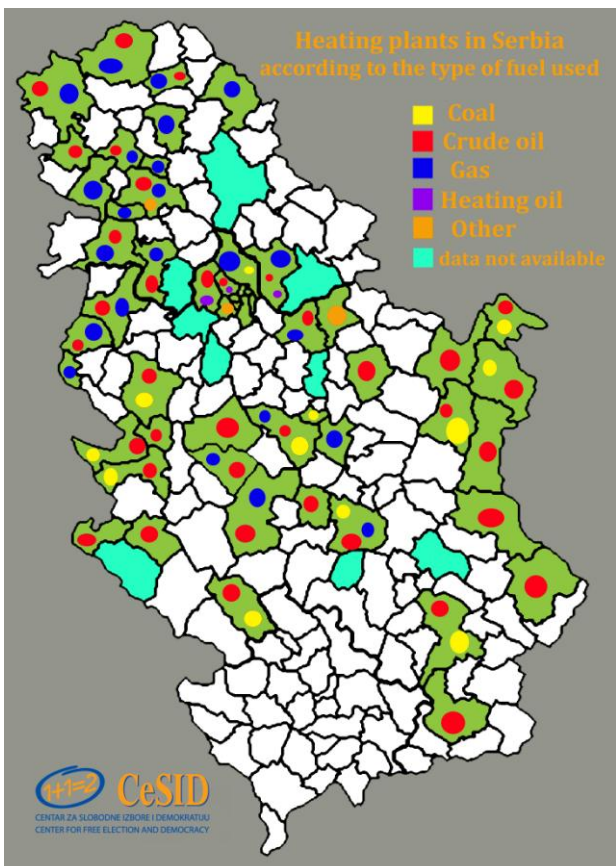 Heating plants in Serbia
according to the type of fuel used
Coal
Crude oil
Gas
Heating oil
Other
data not available
1+1=2
CeSID
CENTAR ZA SLOBODNE IZBORE I DEMOKRATIJU
CENTER FOR FREE ELECTION AND DEMOCRACY